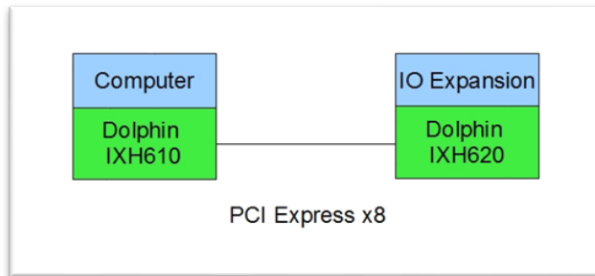 Computer
Dolphin
IXH610
IO Expansion
Dolphin
IXH620
PCI Express x8